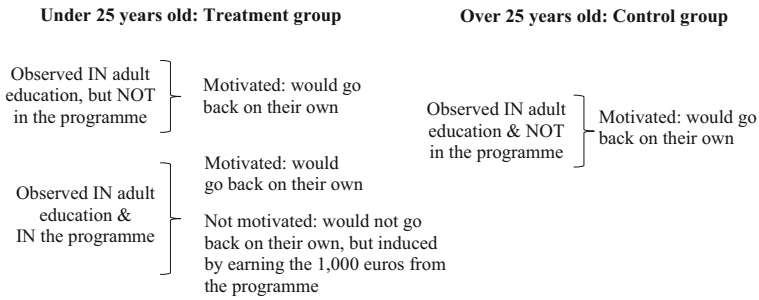 Under 25 years old: Treatment group
Observed IN adult
education, but NOT
in the programme
Motivated: would go
back on their own
Observed IN adult
education &
IN the programme
Motivated: would
go back on their own
Not motivated: would not go
back on their own, but induced
by earning the 1,000 euros from
the programme
Over 25 years old: Control group
Observed IN adult
education & NOT
in the programme
Motivated: would go
back on their own